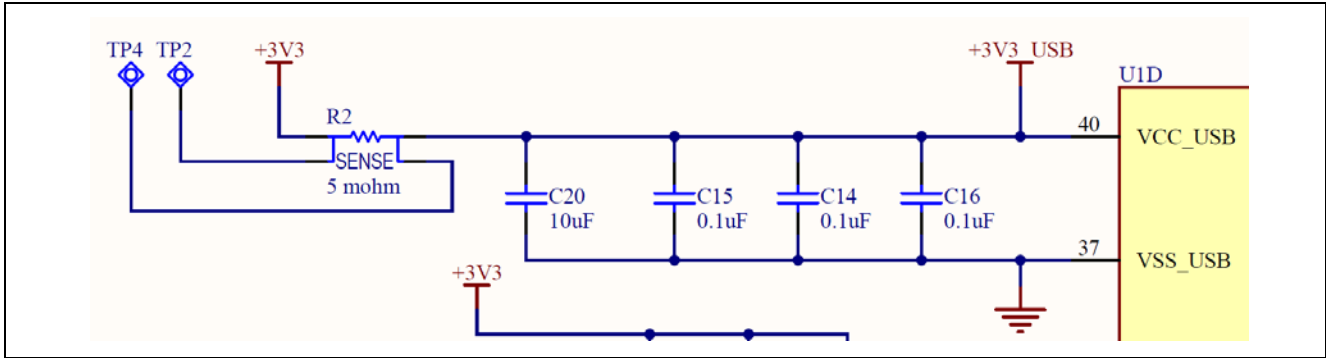 TP4 TP2
+3V3
+3V3_USB
U1D
R2
SENSE
5 mohm
40
VCC_USB
C20
10uF
C15
0.1uF
C14
0.1uF
C16
0.1uF
37
VSS_USB
+3V3